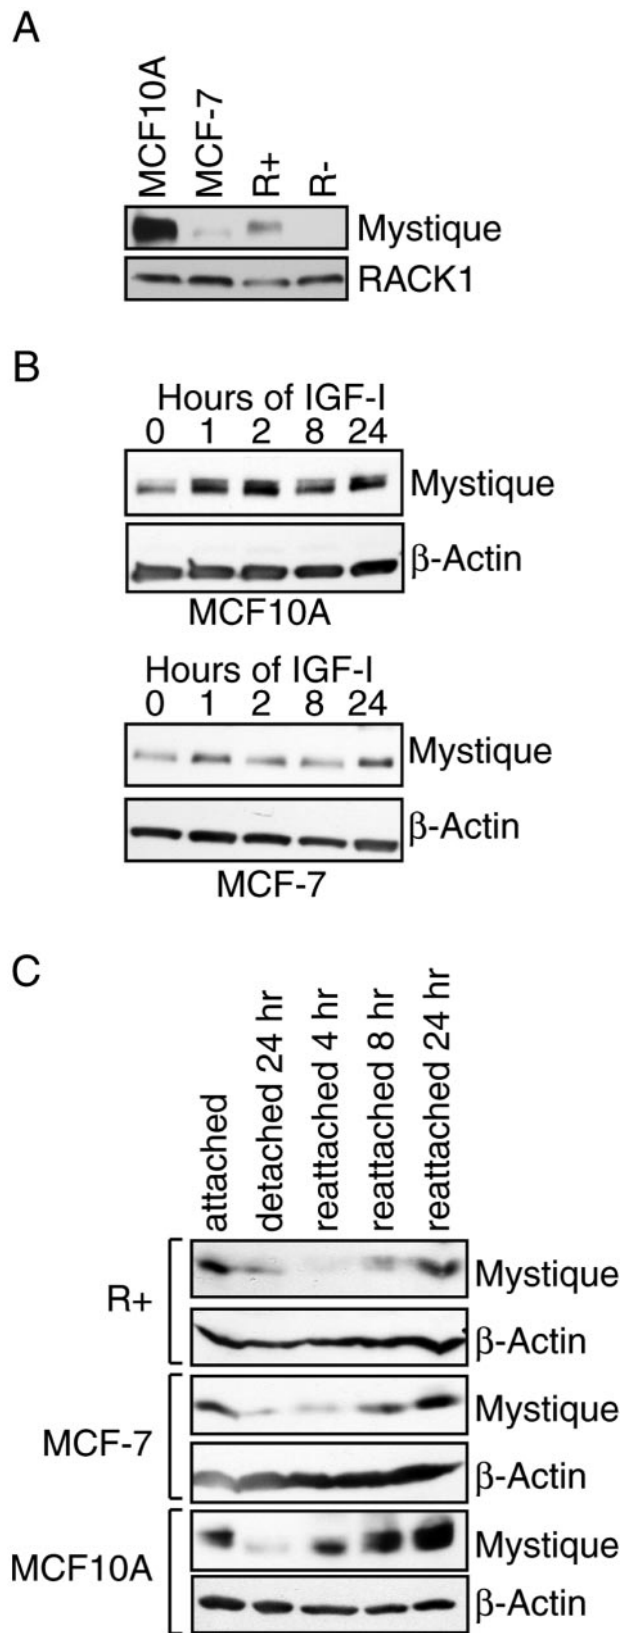 A
MCF10A
MCF-7
R+
R-
Mystique
RACK1
B
Hours of IGF-I
0 1 2 8 24
Mystique
β-Actin
MCF10A
Hours of IGF-I
0 1 2 8 24
Mystique
β-Actin
MCF-7
C
attached
detached 24 hr
reattached 4 hr
reattached 8 hr
reattached 24 hr
R+
Mystique
β-Actin
MCF-7
Mystique
β-Actin
MCF10A
Mystique
β-Actin